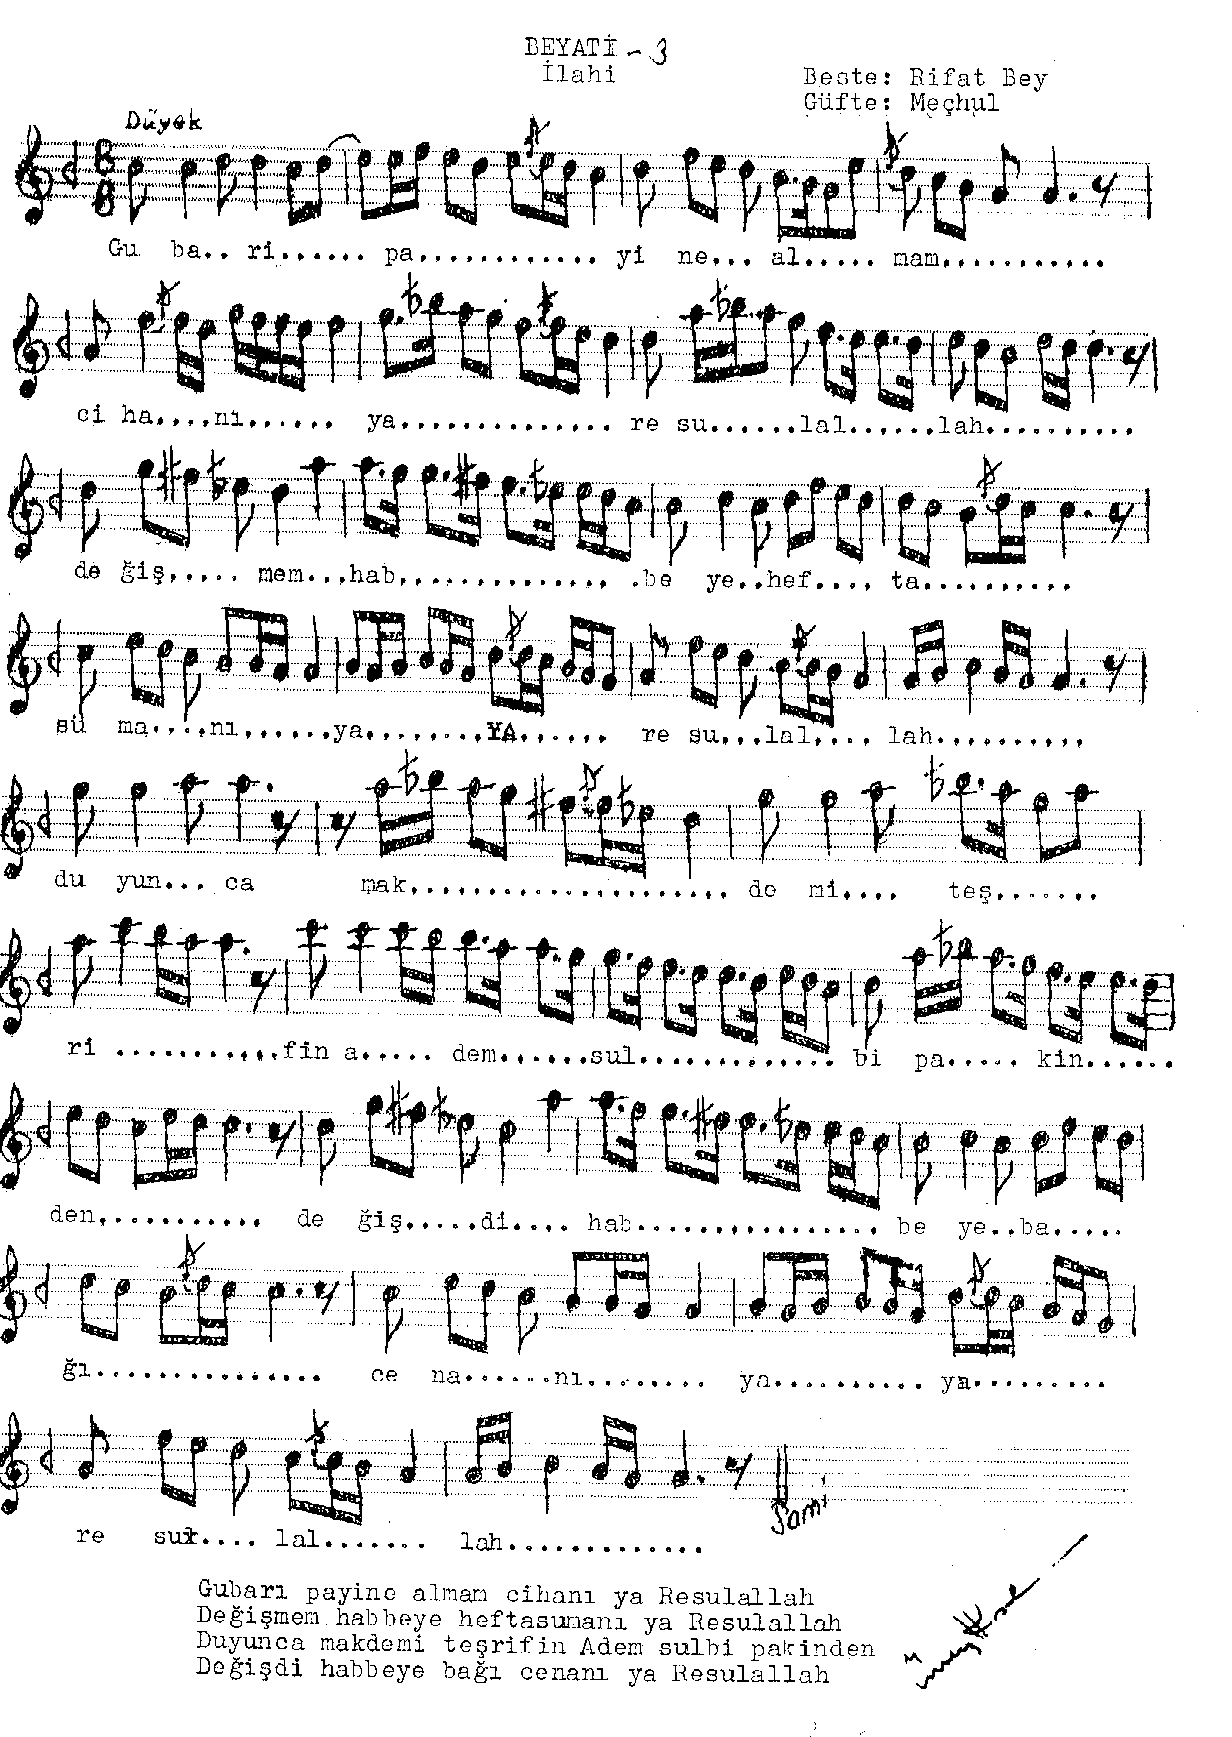 BEYATİ - 3
İlahi
Beste: Rifat Bey
Güfte: Meçhul
Düyek
Gu ba.. ri...... pa............ yi ne... al..... mam...........
ci ha....nı...... ya.............. re su......lal......lah..........
de ğiş..... mem...hab............. .be ye..hef.... ta..........
sü ma....nı......ya........YA...... re su...lal.... lah..........
du yun... ca mak..................... de mi.... teş.......
ri ...........fin a..... dem......sul............. bi pa..... kin......
den........... de ğiş.....di.... hab............... be ye..ba.....
ğı............... ce na......nı........ ya.......... ya.........
re su.... lal....... lah.............
Sami
Gubarı payine almam cihanı ya Resulallah
Değişmem habbeye heftasumanı ya Resulallah
Duyunca makdemi teşrifin Adem sulbi pakinden
Değişdi habbeye bağı cenanı ya Resulallah